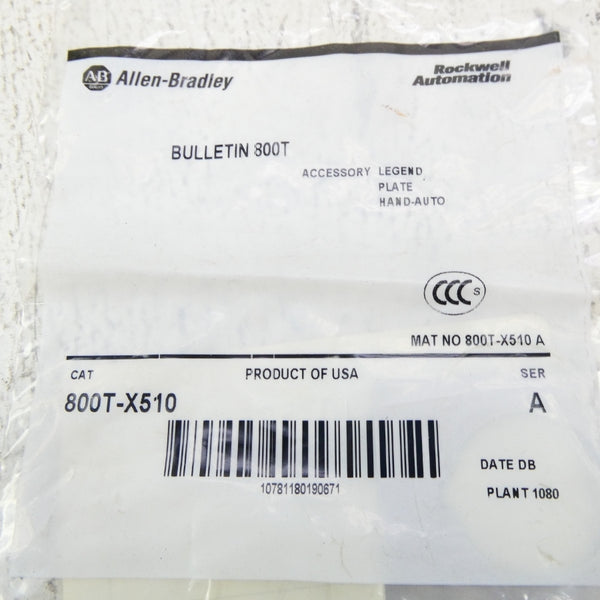 AB Allen-Bradley
Rockwell
Automation
BULLETIN 800T
ACCESSORY LEGEND
PLATE
HAND-AUTO
CCC S
MAT NO 800T-X510 A
CAT PRODUCT OF USA SER
800T-X510 A
10781180190671
DATE DB
PLANT 1080